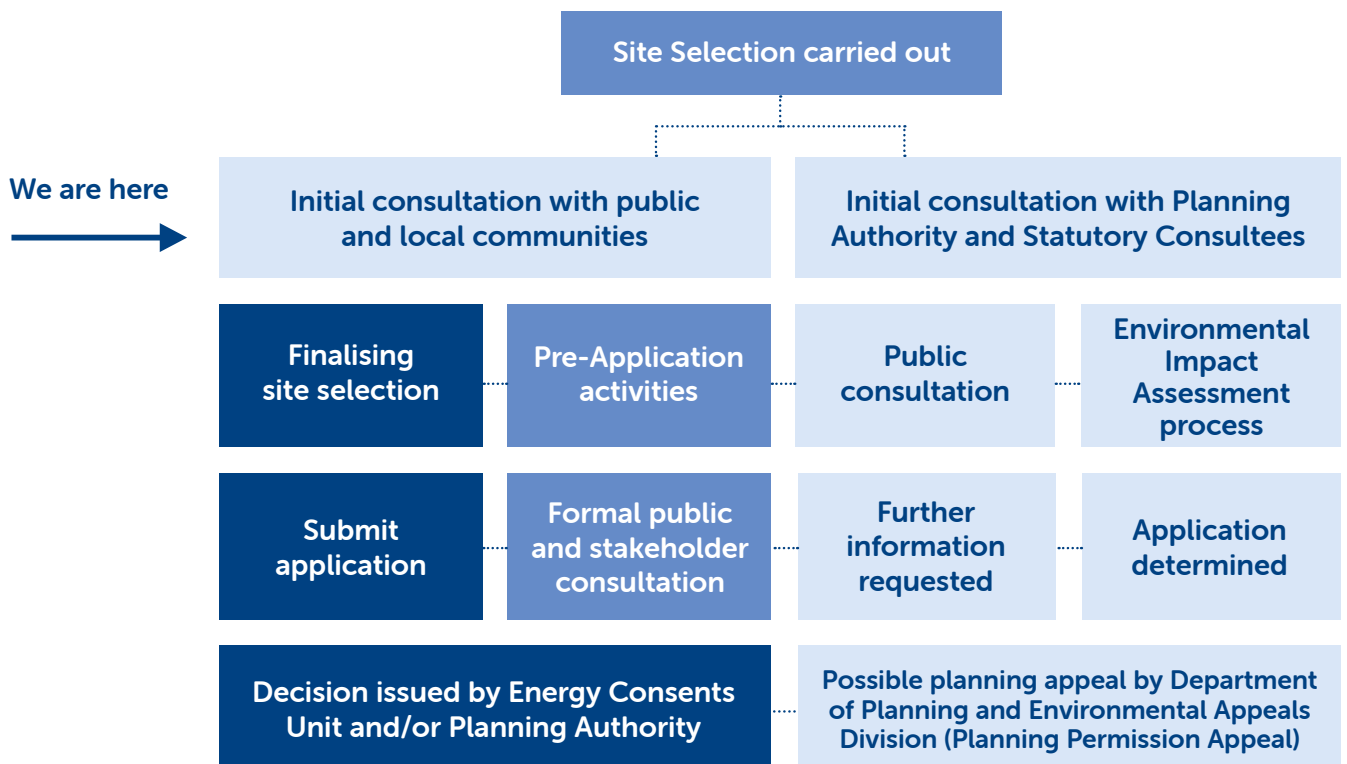 Site Selection carried out
We are here
Initial consultation with public
and local communities
Initial consultation with Planning
Authority and Statutory Consultees
Finalising
site selection
Pre-Application
activities
Public
consultation
Environmental
Impact
Assessment
process
Submit
application
Formal public
and stakeholder
consultation
Further
information
requested
Application
determined
Decision issued by Energy Consents
Unit and/or Planning Authority
Possible planning appeal by Department
of Planning and Environmental Appeals
Division (Planning Permission Appeal)